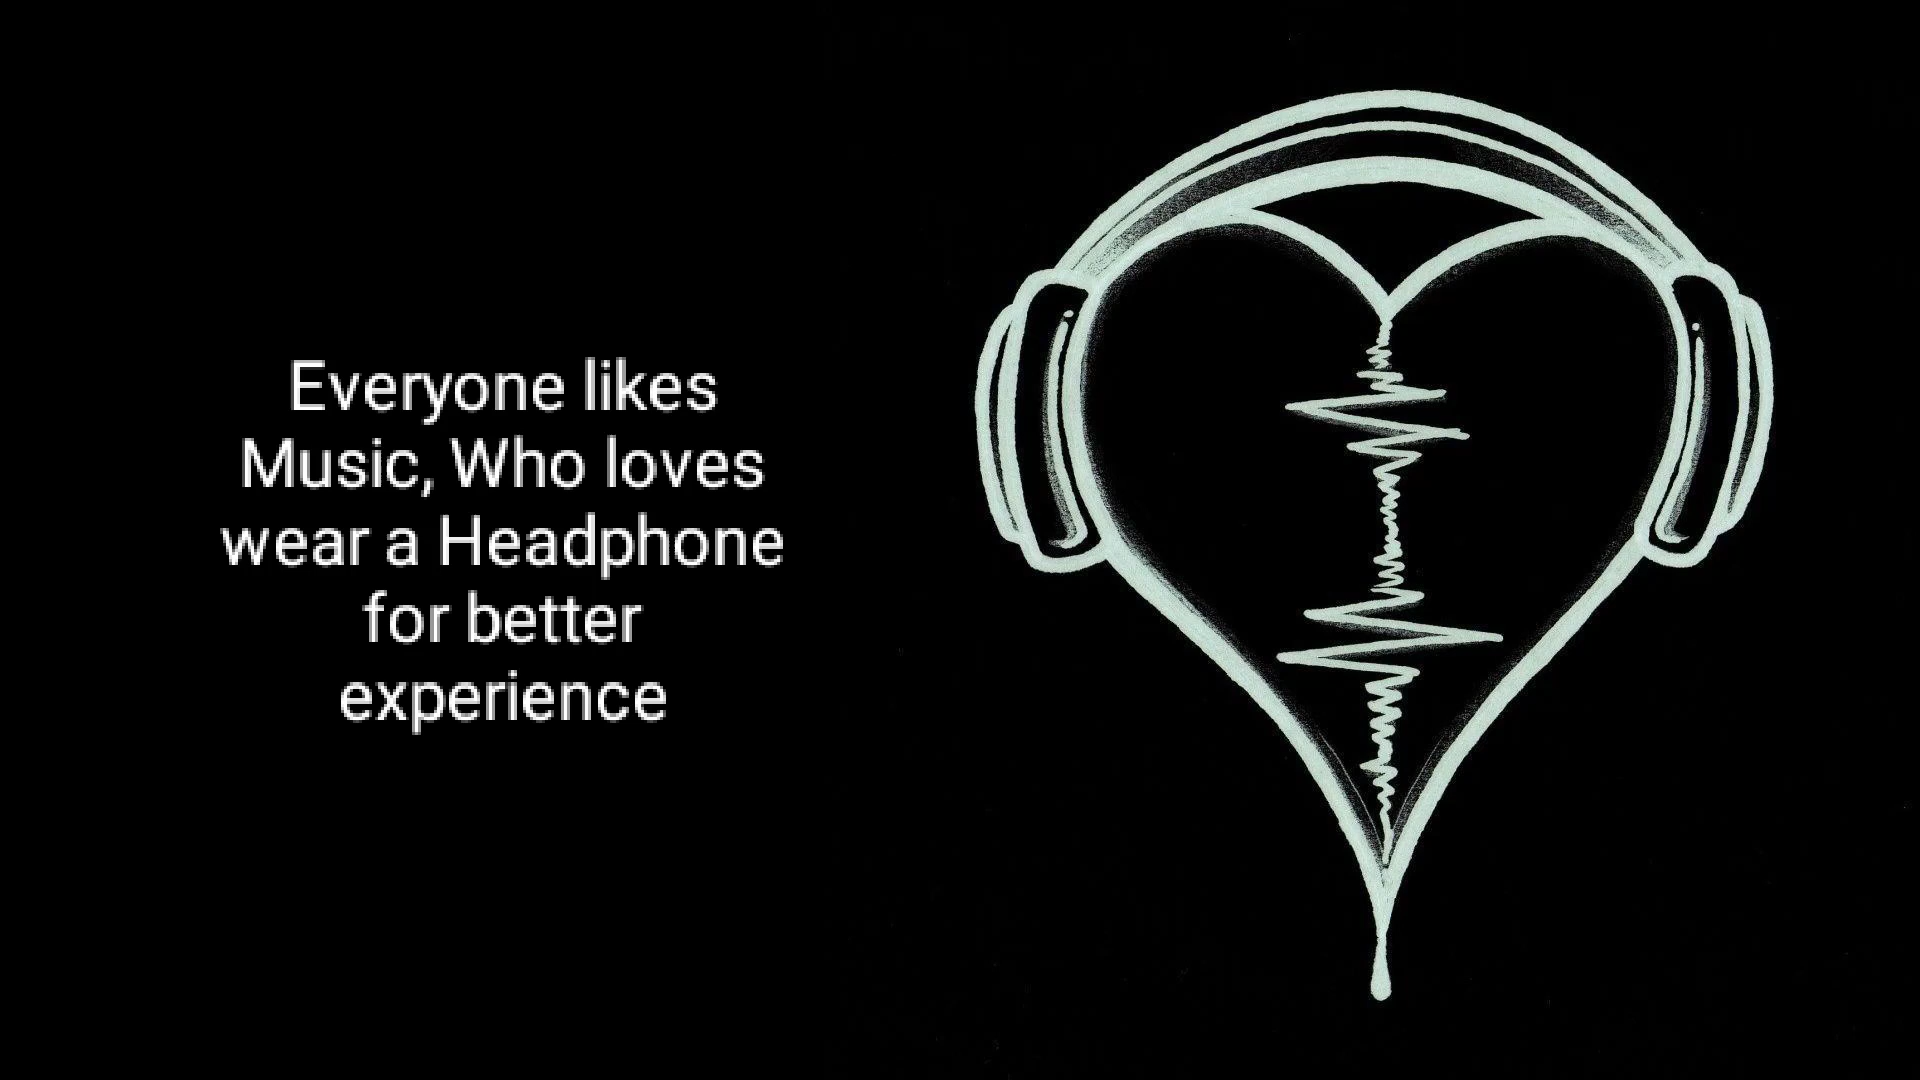 Everyone likes
Music, Who loves
wear a Headphone
for better
experience